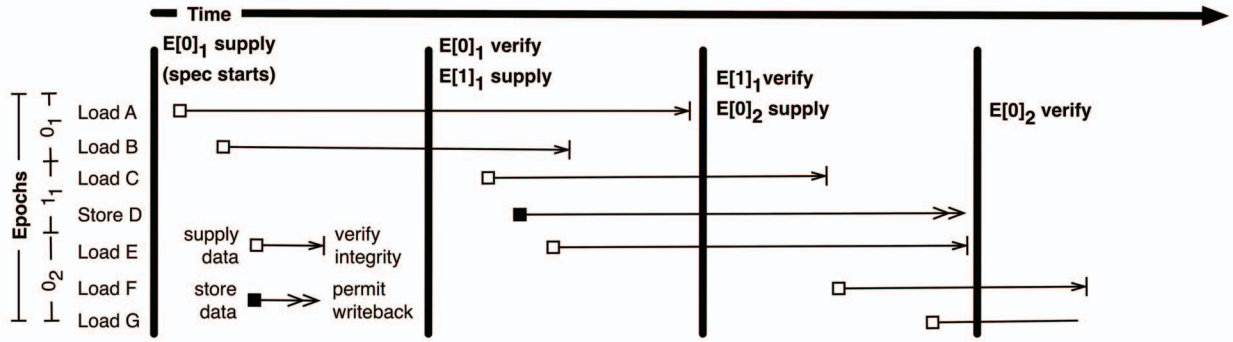 Time
E[0]1 supply
(spec starts)
E[0]1 verify
E[1]1 supply
E[1]1 verify
E[0]2 supply
E[0]2 verify
Epochs
01
11
02
Load A
Load B
Load C
Store D
Load E
Load F
Load G
supply
data
verify
integrity
store
data
permit
writeback